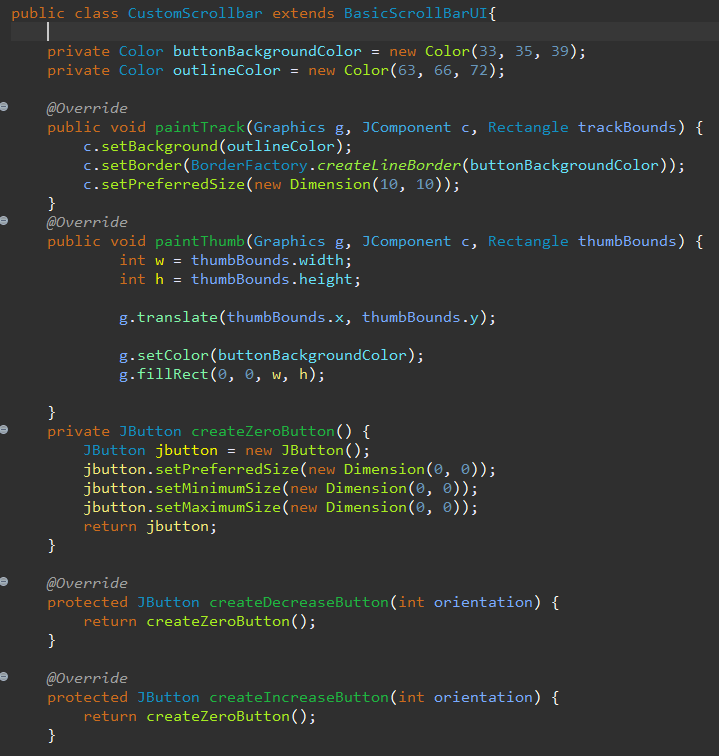 public class CustomScrollbar extends BasicScrollBarUI{
private Color buttonBackgroundColor = new Color(33, 35, 39);
private Color outlineColor = new Color(63, 66, 72);
@Override
public void paintTrack(Graphics g, JComponent c, Rectangle trackBounds) {
c.setBackground(outlineColor);
c.setBorder(BorderFactory.createLineBorder(buttonBackgroundColor));
c.setPreferredSize(new Dimension(10, 10));
}
@Override
public void paintThumb(Graphics g, JComponent c, Rectangle thumbBounds) {
int w = thumbBounds.width;
int h = thumbBounds.height;
g.translate(thumbBounds.x, thumbBounds.y);
g.setColor(buttonBackgroundColor);
g.fillRect(0, 0, w, h);
}
private JButton createZeroButton() {
JButton jbutton = new JButton();
jbutton.setPreferredSize(new Dimension(0, 0));
jbutton.setMinimumSize(new Dimension(0, 0));
jbutton.setMaximumSize(new Dimension(0, 0));
return jbutton;
}
@Override
protected JButton createDecreaseButton(int orientation) {
return createZeroButton();
}
@Override
protected JButton createIncreaseButton(int orientation) {
return createZeroButton();
}